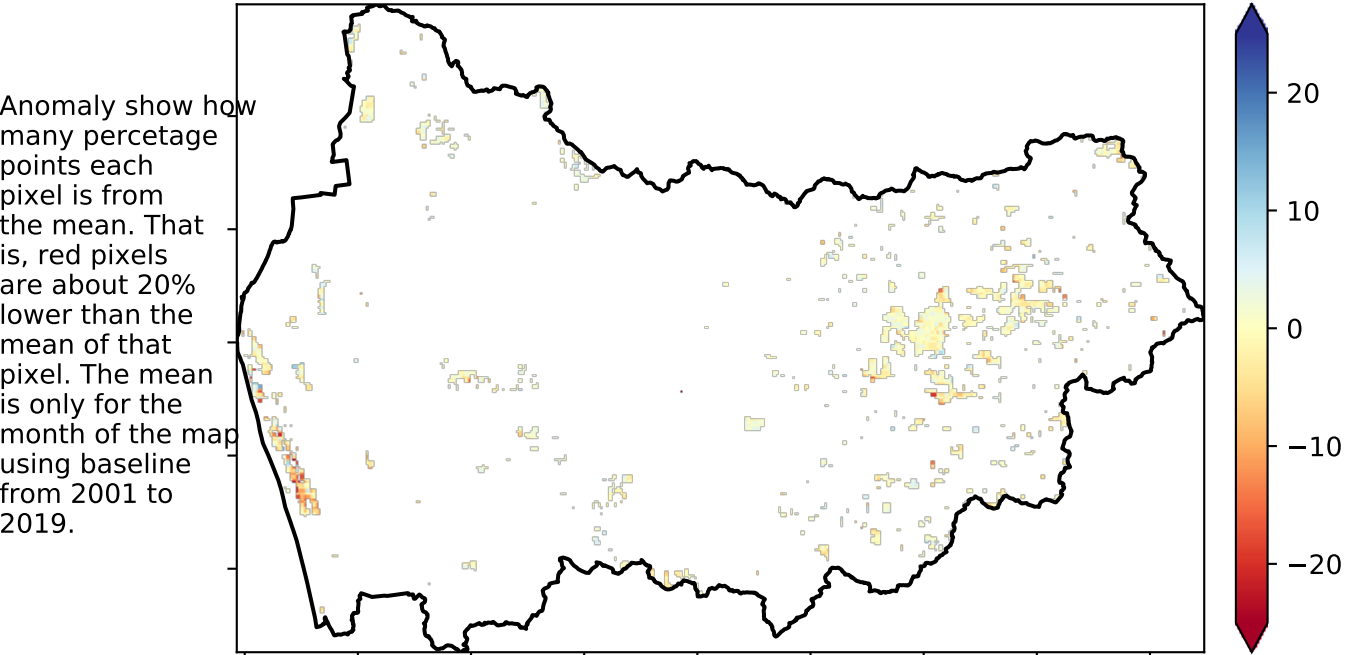 Anomaly show how
many percetage
points each
pixel is from
the mean. That
is, red pixels
are about 20%
lower than the
mean of that
pixel. The mean
is only for the
month of the map
using baseline
from 2001 to
2019.
20
10
0
−10
−20